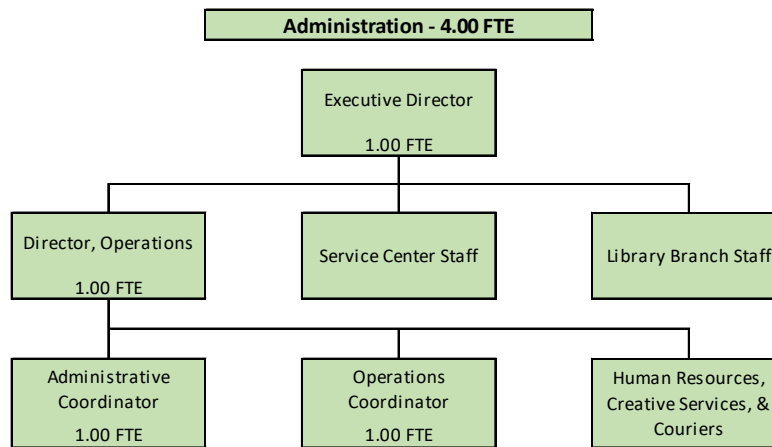 Administration - 4.00 FTE
Executive Director
1.00 FTE
Director, Operations
1.00 FTE
Service Center Staff
Library Branch Staff
Administrative
Coordinator
1.00 FTE
Operations
Coordinator
1.00 FTE
Human Resources,
Creative Services, &
Couriers